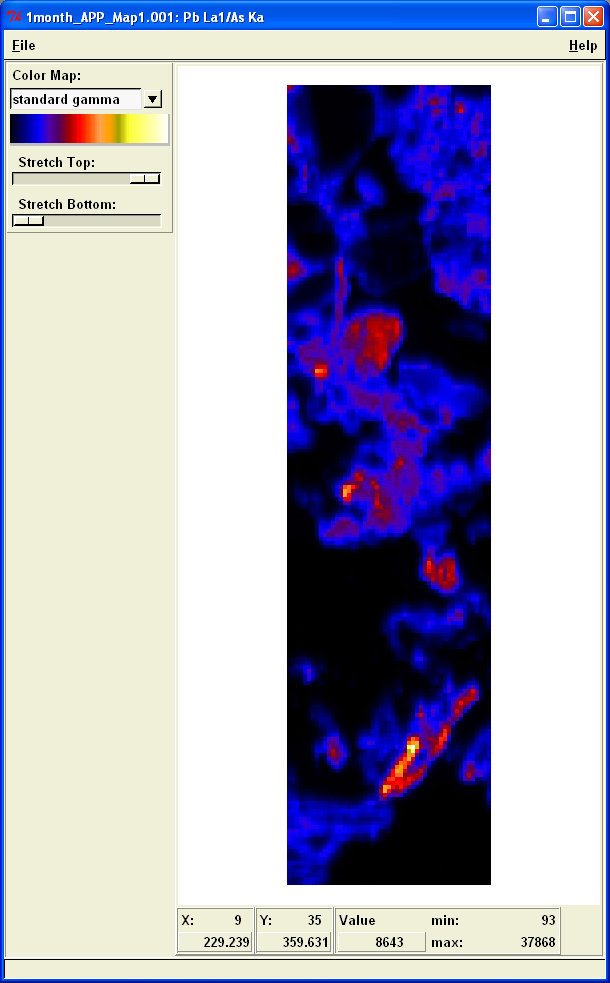 1month_APP_Map1.001: Pb La1/As Ka
File Help
Color Map:
standard gamma
Stretch Top:
Stretch Bottom:
X: 9 Y: 35 Value min: 93
229.239 359.631 8643 max: 37868